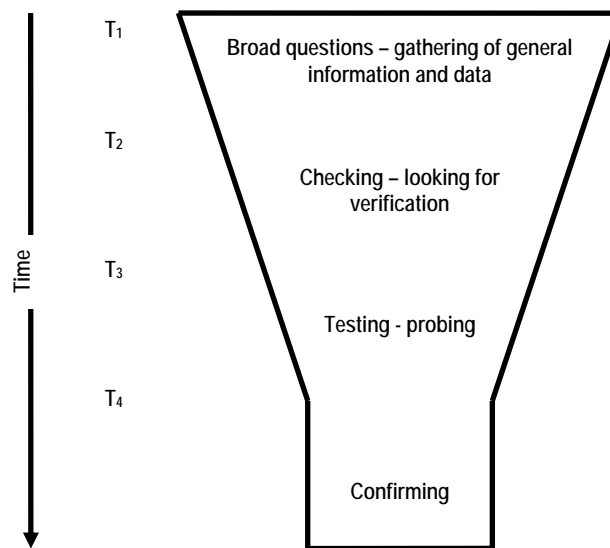 T₁
Broad questions – gathering of general
information and data
T₂
Checking – looking for
verification
Time
T₃
Testing - probing
T₄
Confirming